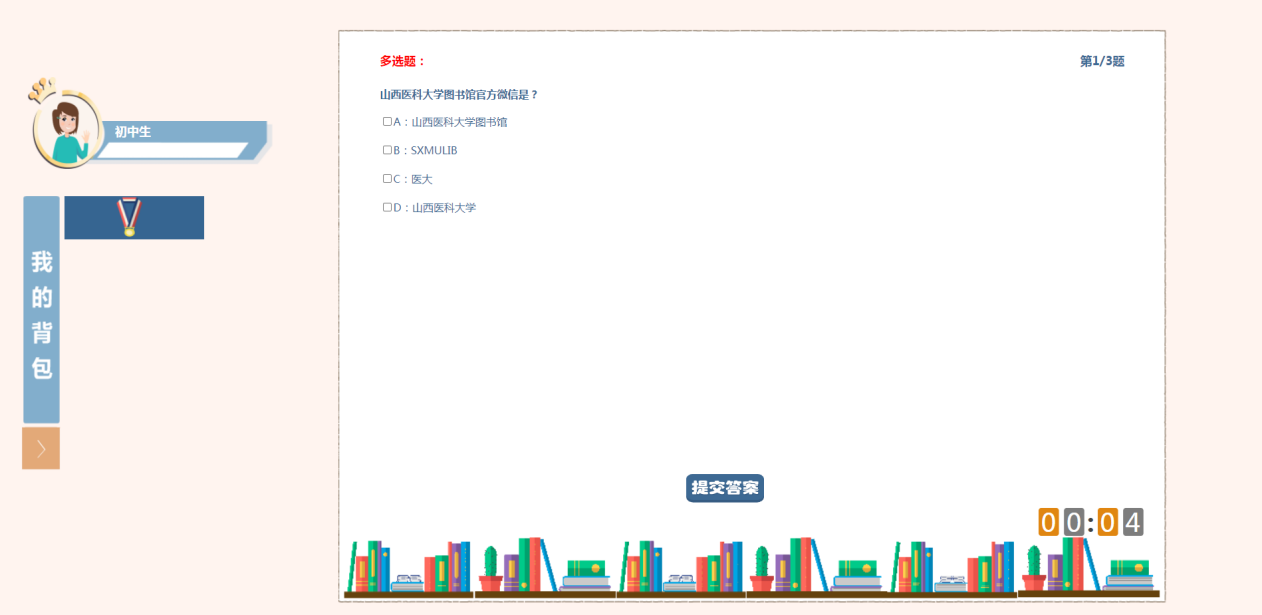 多选题：
第1/3题
山西医科大学图书馆官方微信是？
A：山西医科大学图书馆
B：SXMULIB
C：医大
D：山西医科大学
初中生
我的背包
提交答案
00:04